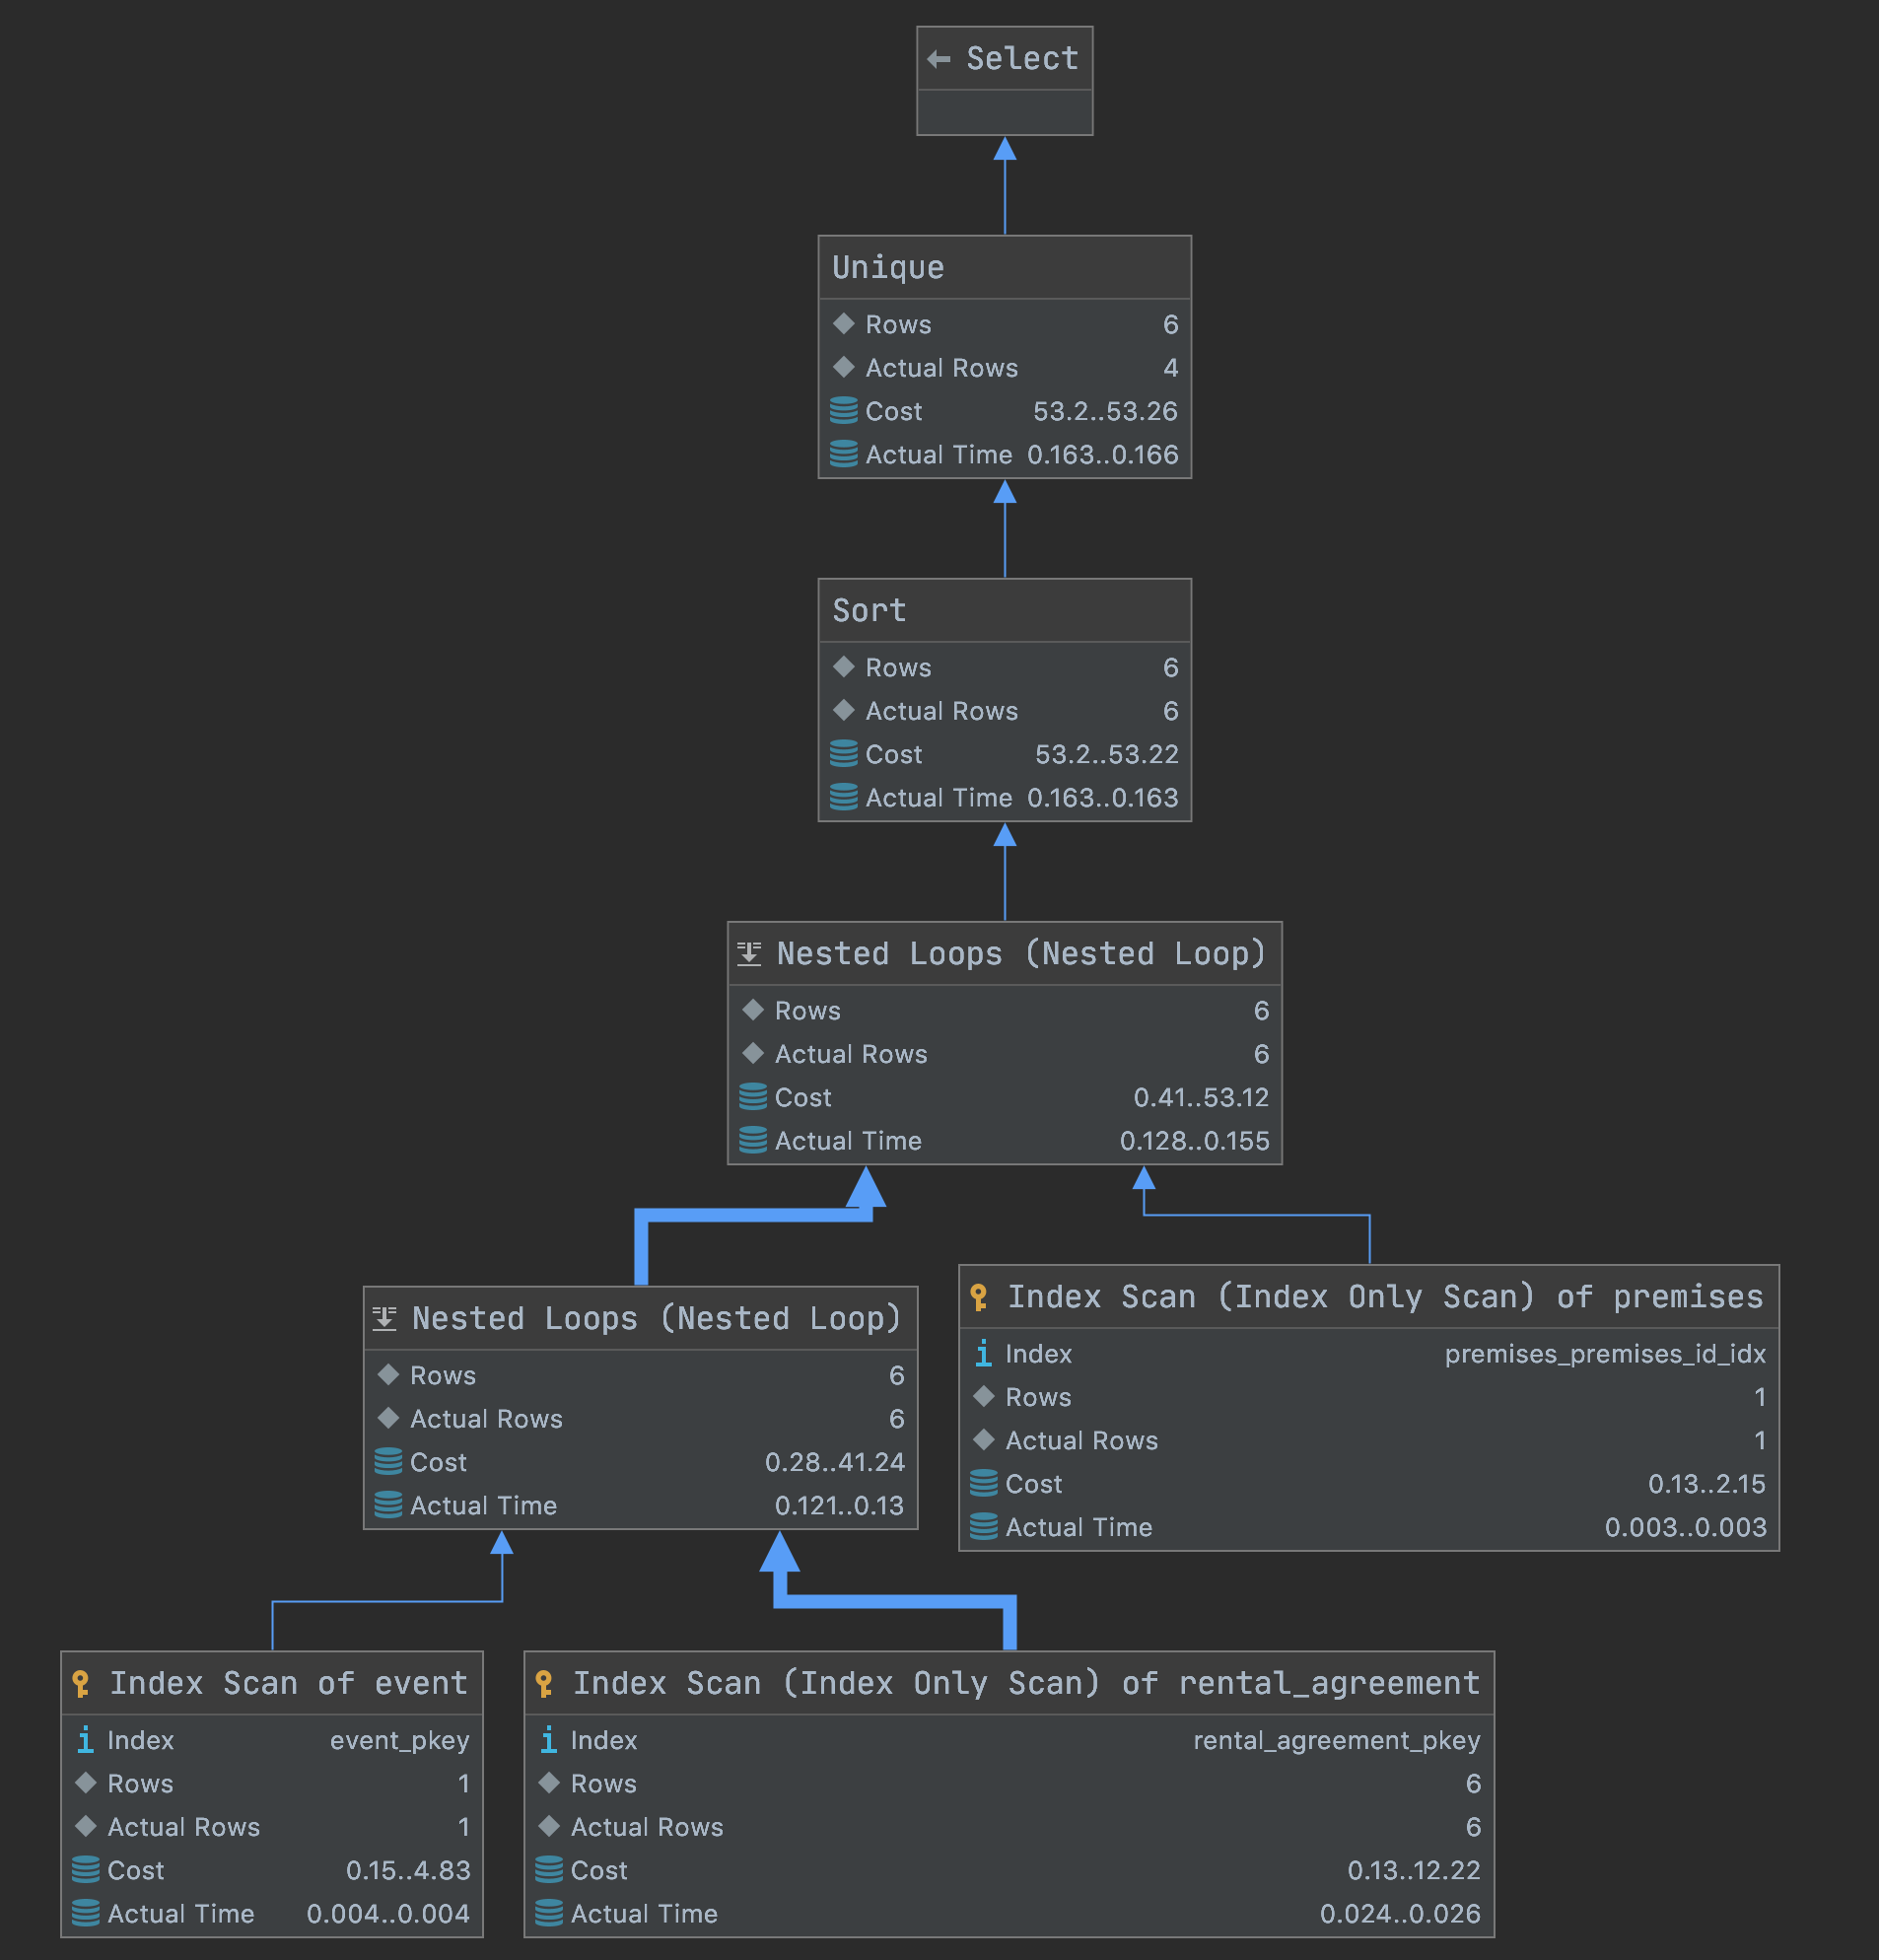 Select
Unique
Rows 6
Actual Rows 4
Cost 53.2..53.26
Actual Time 0.163..0.166
Sort
Rows 6
Actual Rows 6
Cost 53.2..53.22
Actual Time 0.163..0.163
Nested Loops (Nested Loop)
Rows 6
Actual Rows 6
Cost 0.41..53.12
Actual Time 0.128..0.155
Nested Loops (Nested Loop)
Rows 6
Actual Rows 6
Cost 0.28..41.24
Actual Time 0.121..0.13
Index Scan (Index Only Scan) of premises
Index premises_premises_id_idx
Rows 1
Actual Rows 1
Cost 0.13..2.15
Actual Time 0.003..0.003
Index Scan of event
Index event_pkey
Rows 1
Actual Rows 1
Cost 0.15..4.83
Actual Time 0.004..0.004
Index Scan (Index Only Scan) of rental_agreement
Index rental_agreement_pkey
Rows 6
Actual Rows 6
Cost 0.13..12.22
Actual Time 0.024..0.026